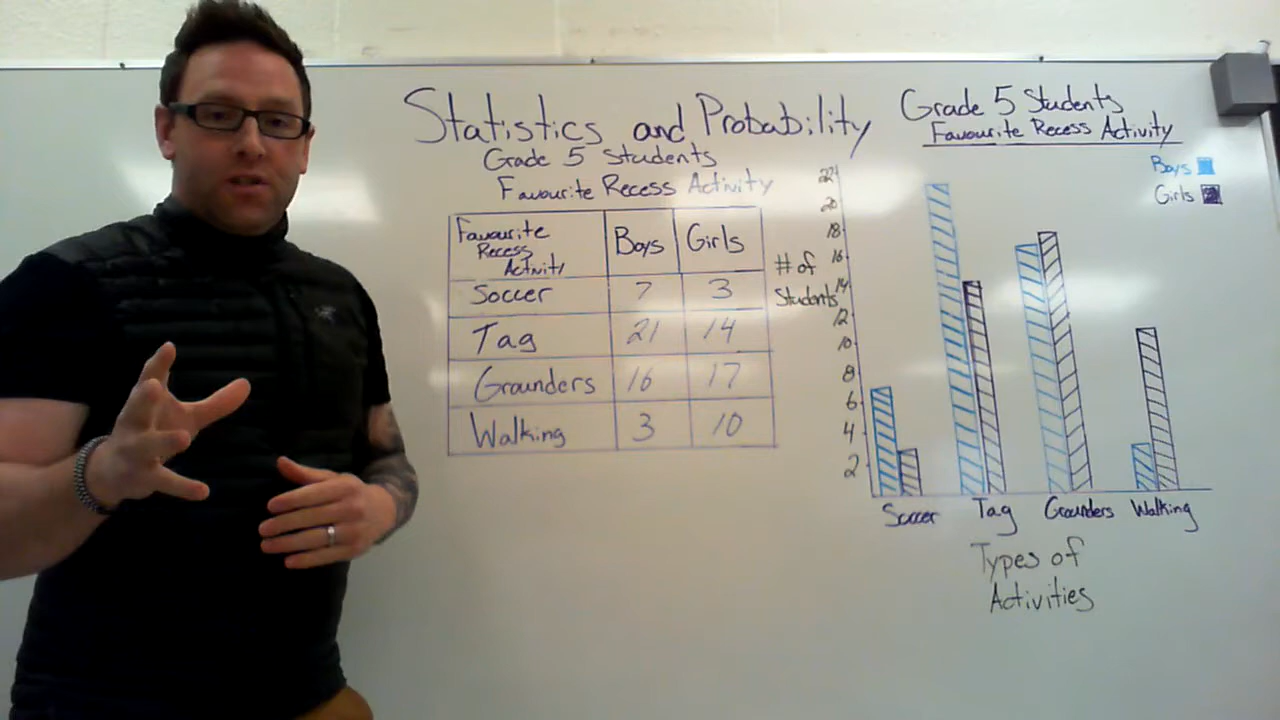 Statistics and Probability
Grade 5 Students
Favourite Recess Activity
Favourite Recess Activity Boys Girls
Soccer 7 3
Tag 21 14
Grounders 16 17
Walking 3 10
Grade 5 Students
Favourite Recess Activity
Boys
Girls
# of
Students
22
20
18
16
14
12
10
8
6
4
2
Soccer Tag Grounders Walking
Types of
Activities